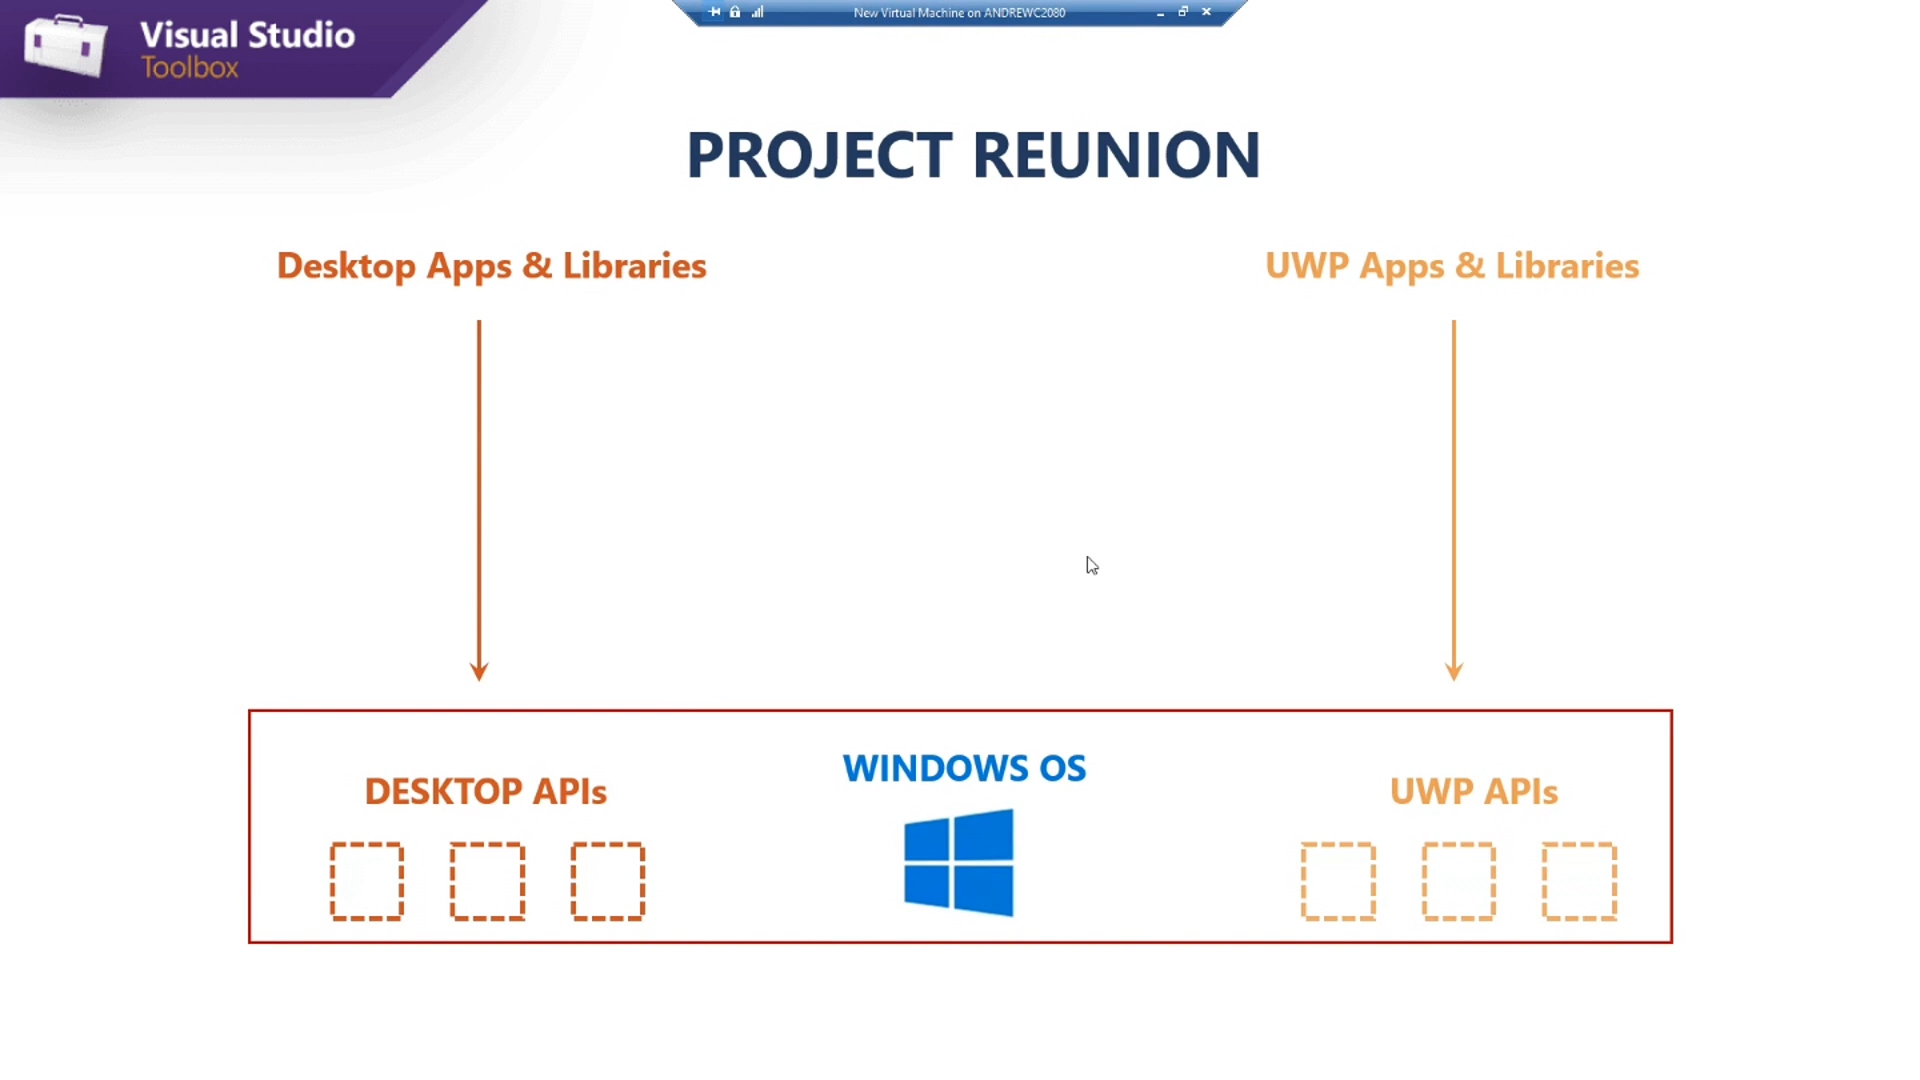 Visual Studio
Toolbox
New Virtual Machine on ANDREWC2080
PROJECT REUNION
Desktop Apps & Libraries
UWP Apps & Libraries
WINDOWS OS
DESKTOP APIs
UWP APIs